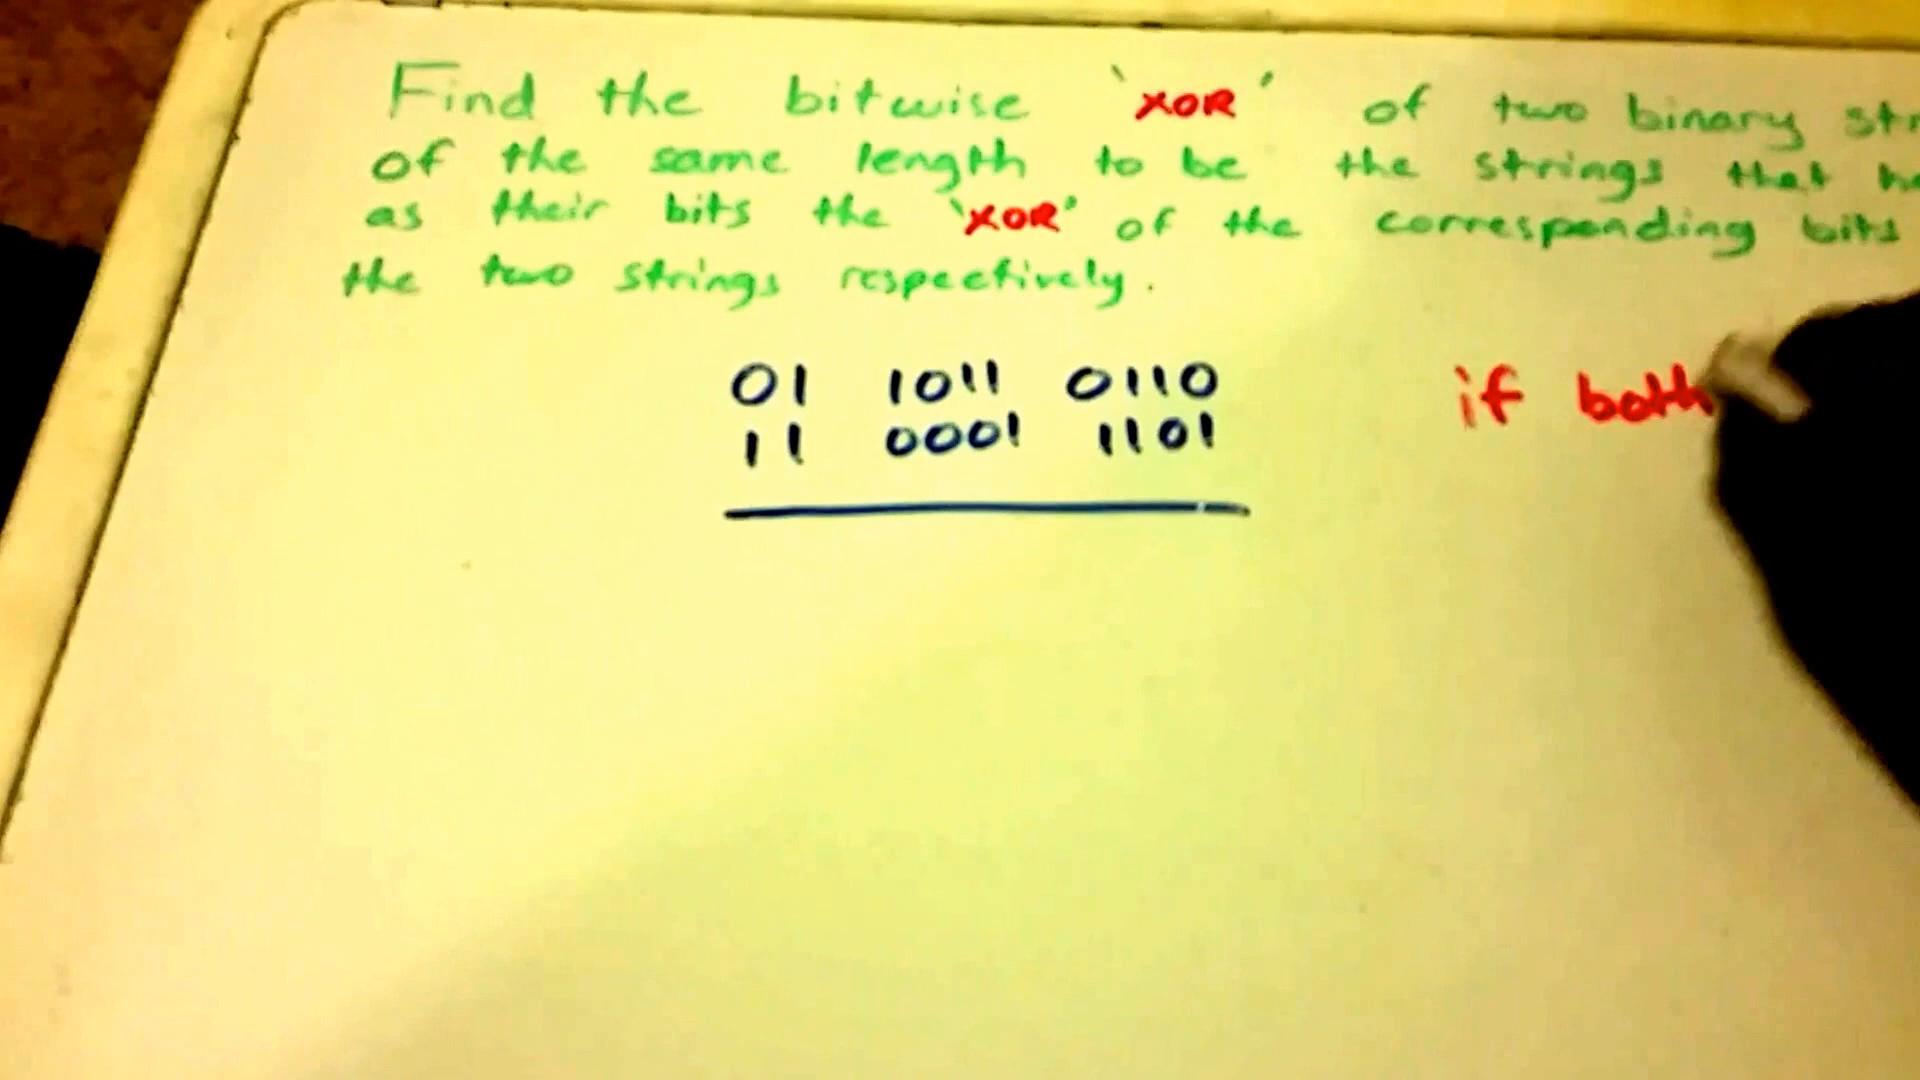 Find the bitwise 'XOR' of two binary
of the same length to be the strings that
as their bits the 'XOR' of the corresponding bits
the two strings respectively.
01 1011 0110
11 0001 1101
if both